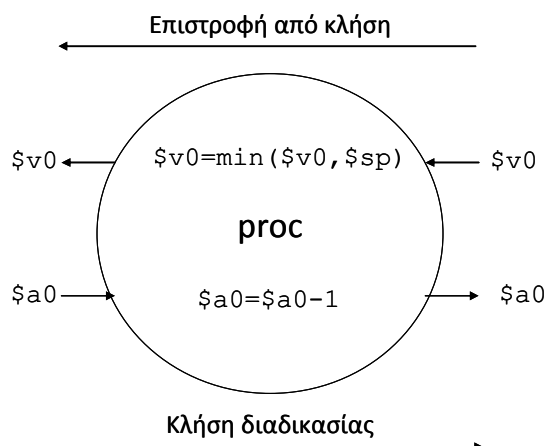 Επιστροφή από κλήση
$v0 $v0=min($v0,$sp) $v0
proc
$a0 $a0=$a0-1 $a0
Κλήση διαδικασίας